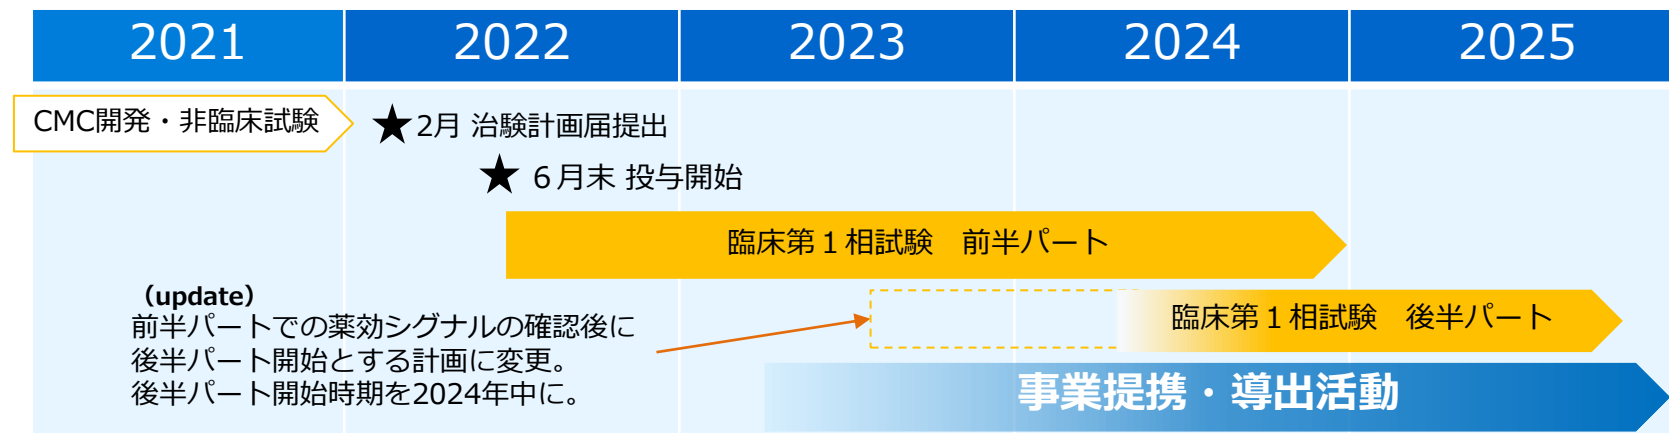 2021 2022 2023 2024 2025
CMC開発・非臨床試験
★2月 治験計画届提出
★ 6月末 投与開始
臨床第1相試験　前半パート
（update）
前半パートでの薬効シグナルの確認後に
後半パート開始とする計画に変更。
後半パート開始時期を2024年中に。
臨床第1相試験　後半パート
事業提携・導出活動